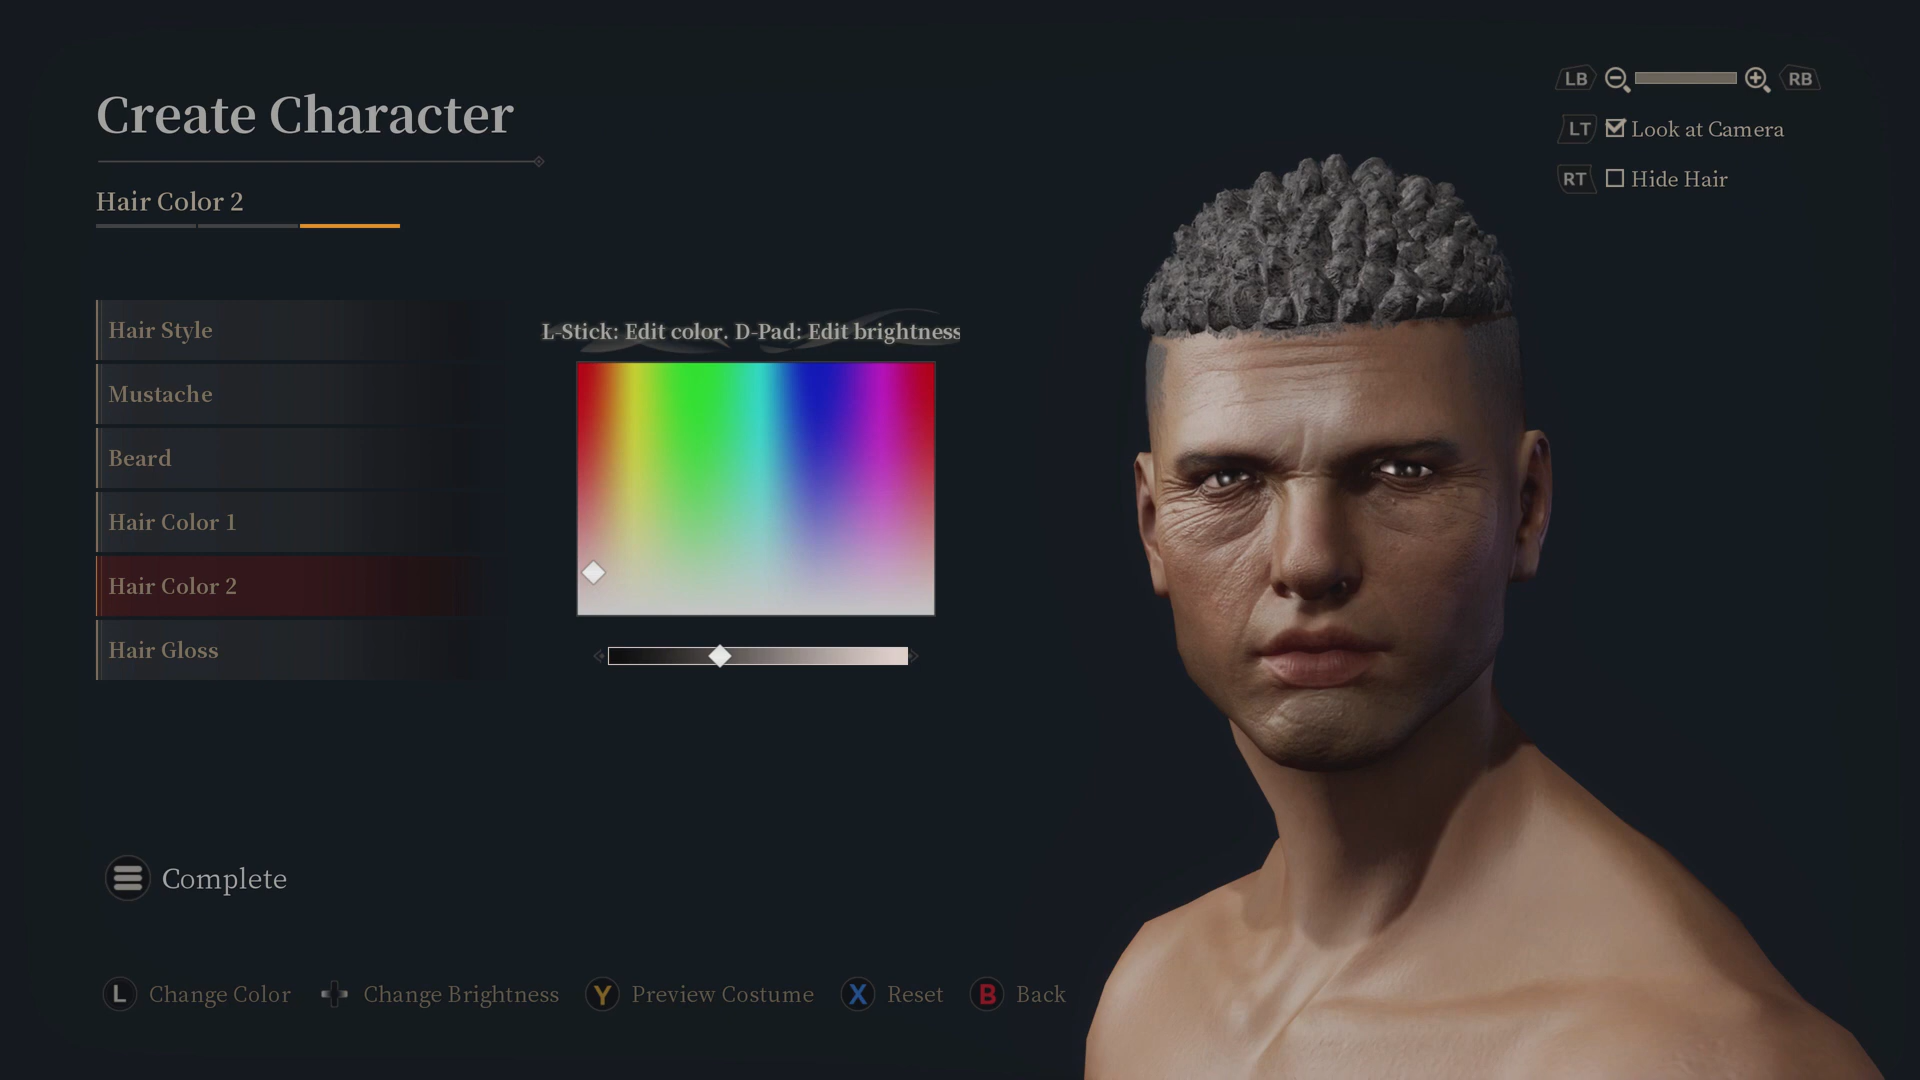 Create Character
Hair Color 2
LB RB
LT Look at Camera
RT Hide Hair
Hair Style
Mustache
Beard
Hair Color 1
Hair Color 2
Hair Gloss
L-Stick: Edit color. D-Pad: Edit brightness
Complete
L Change Color Change Brightness Y Preview Costume X Reset B Back